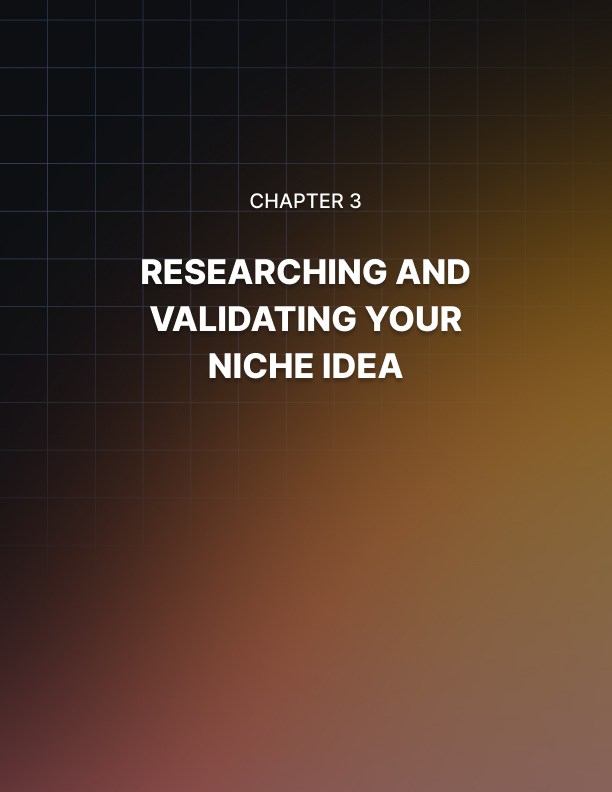 CHAPTER 3
RESEARCHING AND
VALIDATING YOUR
NICHE IDEA